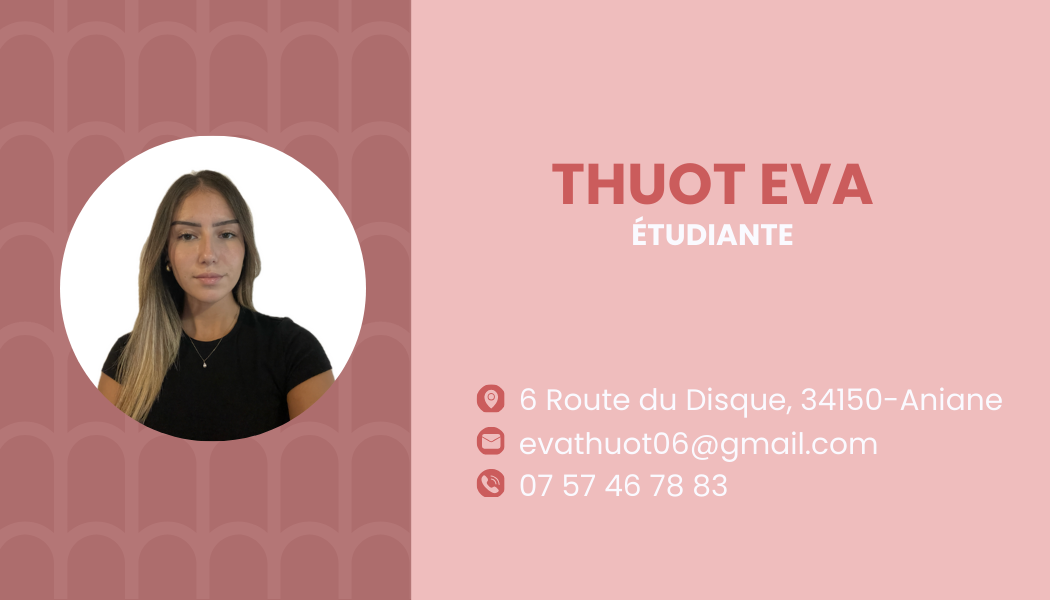 THUOT EVA
ÉTUDIANTE
6 Route du Disque, 34150-Aniane
evathuot06@gmail.com
07 57 46 78 83